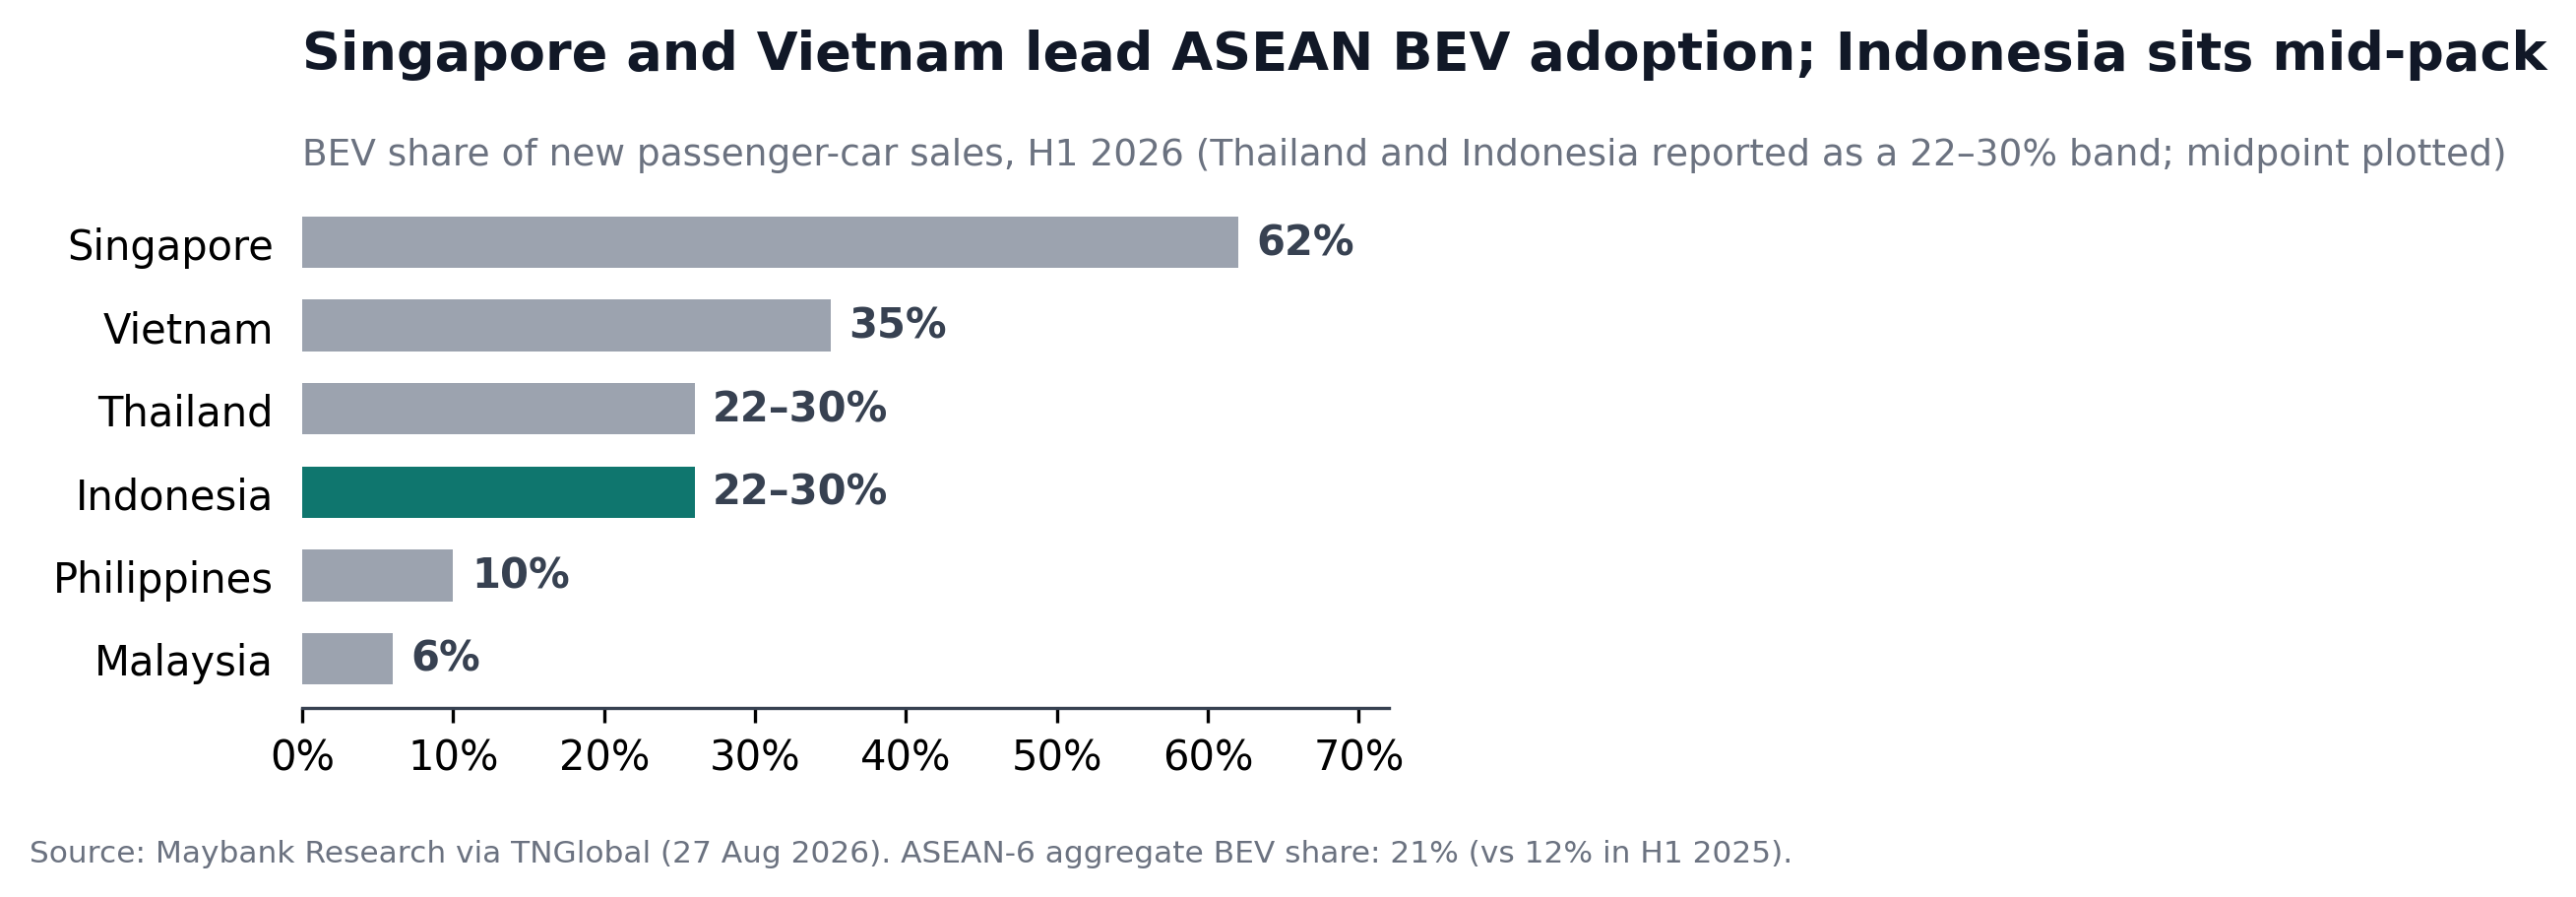 Singapore and Vietnam lead ASEAN BEV adoption; Indonesia sits mid-pack
BEV share of new passenger-car sales, H1 2026 (Thailand and Indonesia reported as a 22–30% band; midpoint plotted)
Singapore 62%
Vietnam 35%
Thailand 22–30%
Indonesia 22–30%
Philippines 10%
Malaysia 6%
0% 10% 20% 30% 40% 50% 60% 70%
Source: Maybank Research via TNGlobal (27 Aug 2026). ASEAN-6 aggregate BEV share: 21% (vs 12% in H1 2025).